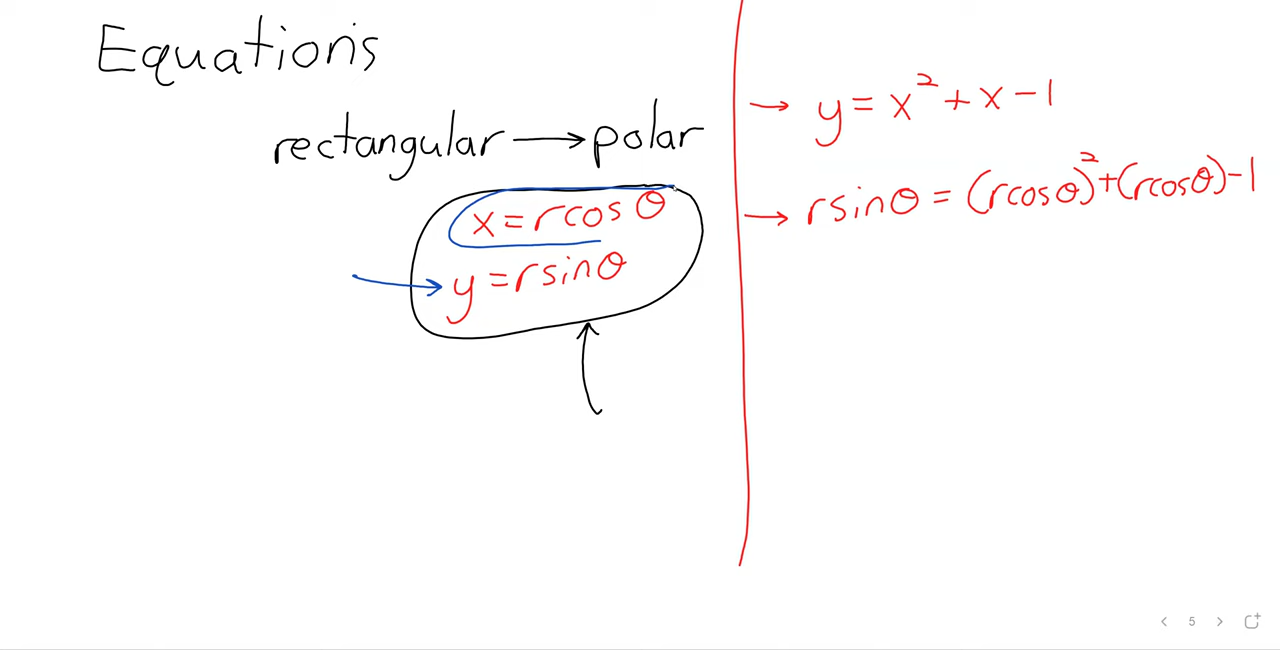 Equations
rectangular → polar
x = r cos θ
y = r sin θ
→ y = x² + x − 1
→ r sin θ = (r cos θ)² + (r cos θ) − 1
< 5 >